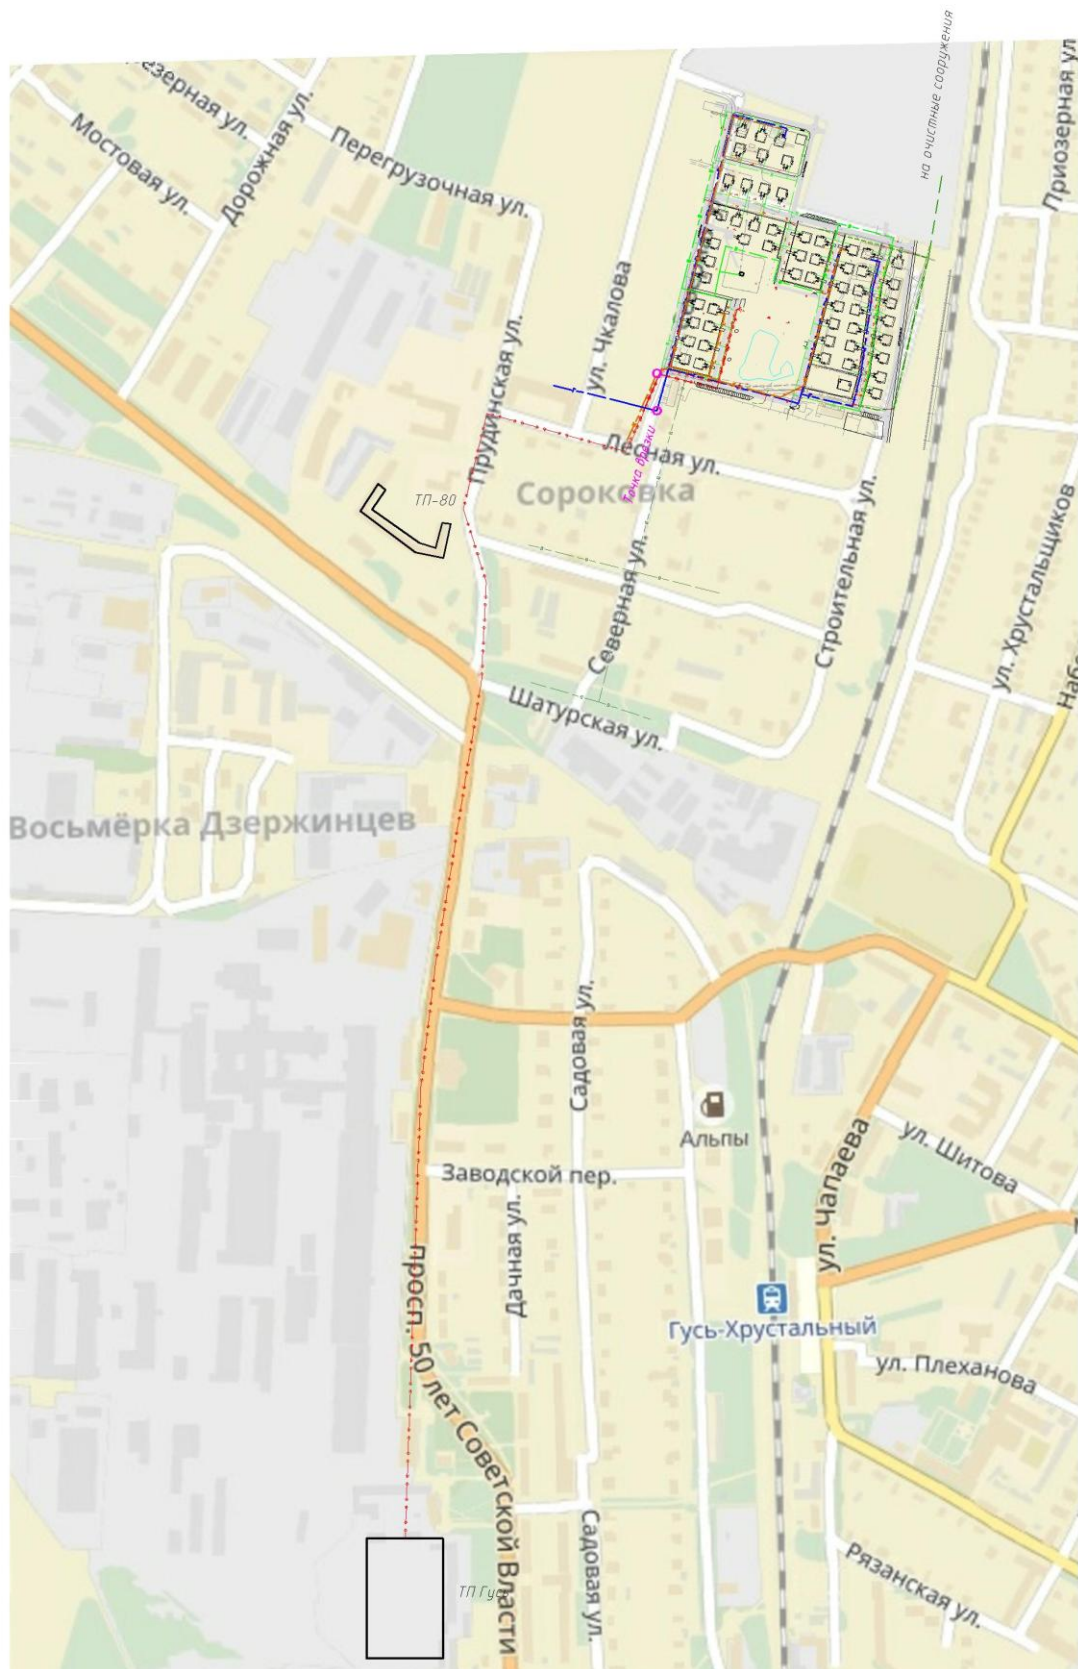 на очистные сооружения
Приозерная ул
Мостовая ул.
Дорожная ул.
Перегрузочная ул.
ул. Чкалова
Прудинская ул.
Лесная ул.
Точка врезки
ТП-80
Сороковка
Северная ул.
Строительная ул.
ул. Хрустальщиков
Шатурская ул.
Восьмёрка Дзержинцев
Садовая ул.
Альпы
ул. Чапаева
ул. Шитова
Заводской пер.
Дачная ул.
просп. 50 лет Советской Власти
Гусь-Хрустальный
ул. Плеханова
Садовая ул.
Рязанская ул.
ТП Гусь